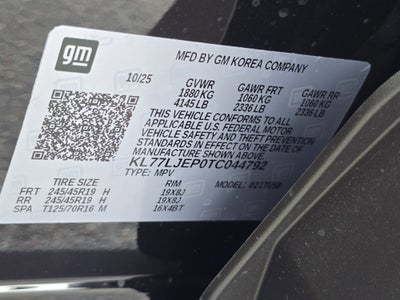 gm
MFD BY GM KOREA COMPANY
10/25 GVWR GAWR FRT GAWR RR
1880 KG 1060 KG 1060 KG
4145 LB 2336 LB 2336 LB
THIS VEHICLE CONFORMS TO ALL
APPLICABLE U.S. FEDERAL MOTOR
VEHICLE SAFETY, BUMPER AND THEFT PREVENTION
STANDARDS IN EFFECT ON THE DATE OF
MANUFACTURE SHOWN ABOVE.
KL77LJEP0TC044792
TYPE: MPV
TIRE SIZE RIM MODEL:
FRT 245/45R19 H 19X8J
RR 245/45R19 H 19X8J
SPA T125/70R16 M 16X4BT